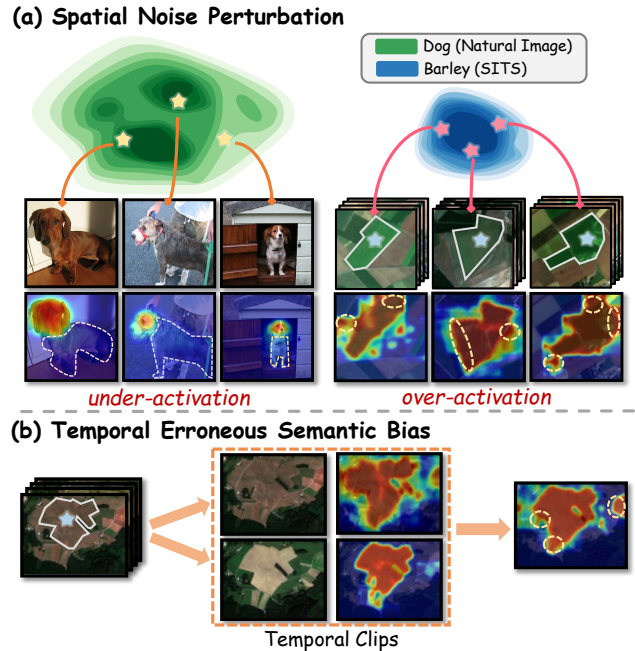 (a) Spatial Noise Perturbation
Dog (Natural Image)
Barley (SITS)
under-activation
over-activation
(b) Temporal Erroneous Semantic Bias
Temporal Clips